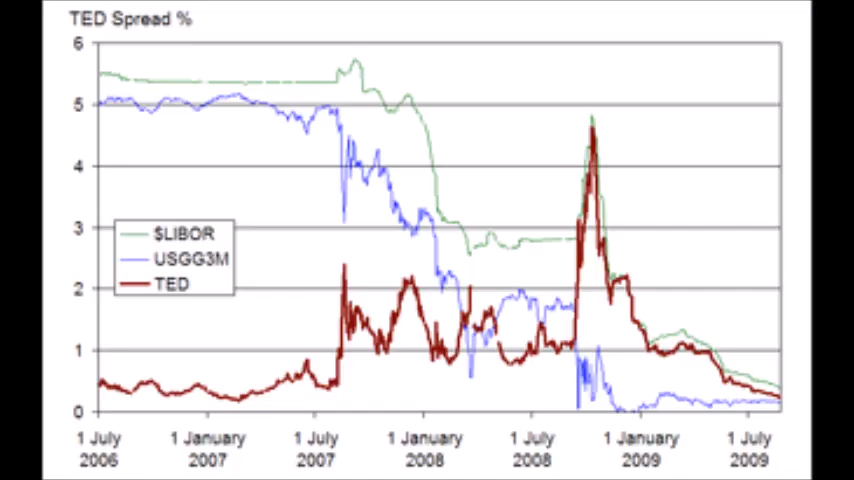 TED Spread %
6
5
4
3
2
1
0
$LIBOR
USGG3M
TED
1 July 1 January 1 July 1 January 1 July 1 January 1 July
2006 2007 2007 2008 2008 2009 2009